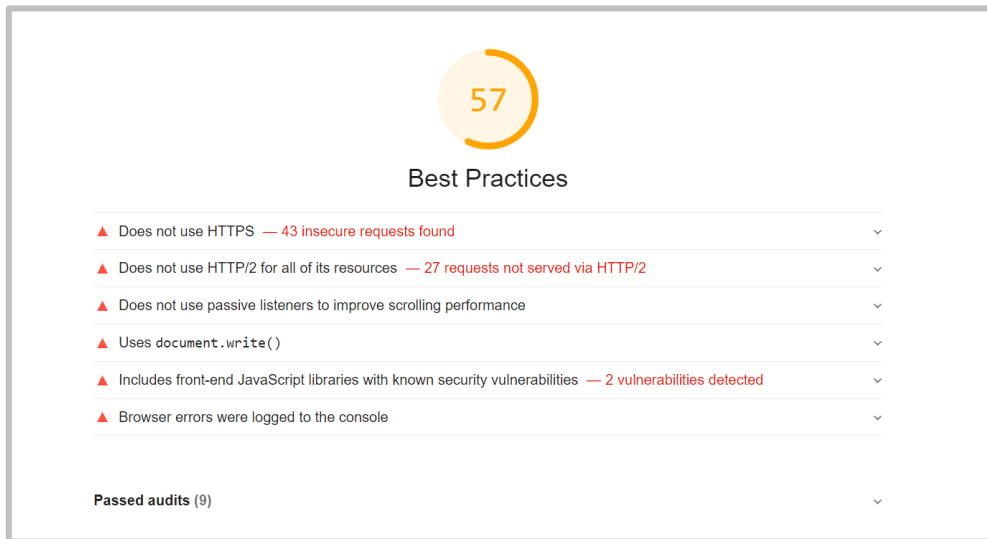 57
Best Practices
Does not use HTTPS — 43 insecure requests found
Does not use HTTP/2 for all of its resources — 27 requests not served via HTTP/2
Does not use passive listeners to improve scrolling performance
Uses document.write()
Includes front-end JavaScript libraries with known security vulnerabilities — 2 vulnerabilities detected
Browser errors were logged to the console
Passed audits (9)